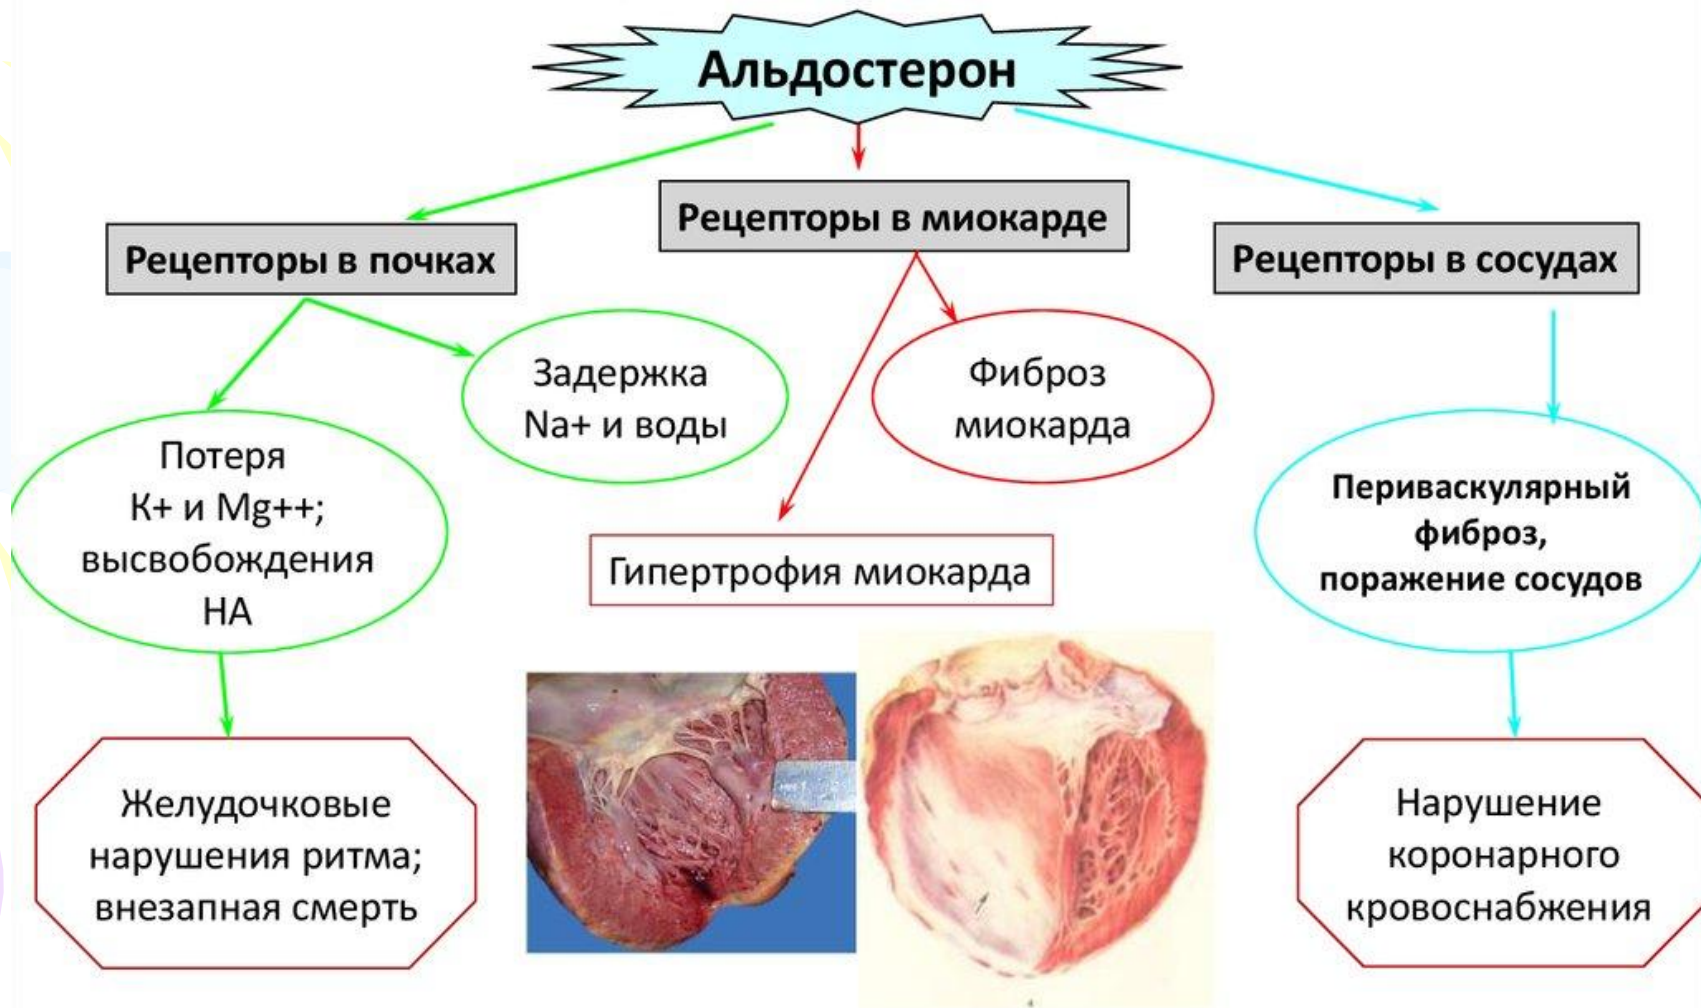 Альдостерон
Рецепторы в почках
Рецепторы в миокарде
Рецепторы в сосудах
Задержка
Na+ и воды
Фиброз
миокарда
Потеря
К+ и Mg++;
высвобождения
НА
Периваскулярный
фиброз,
поражение сосудов
Гипертрофия миокарда
Желудочковые
нарушения ритма;
внезапная смерть
Нарушение
коронарного
кровоснабжения